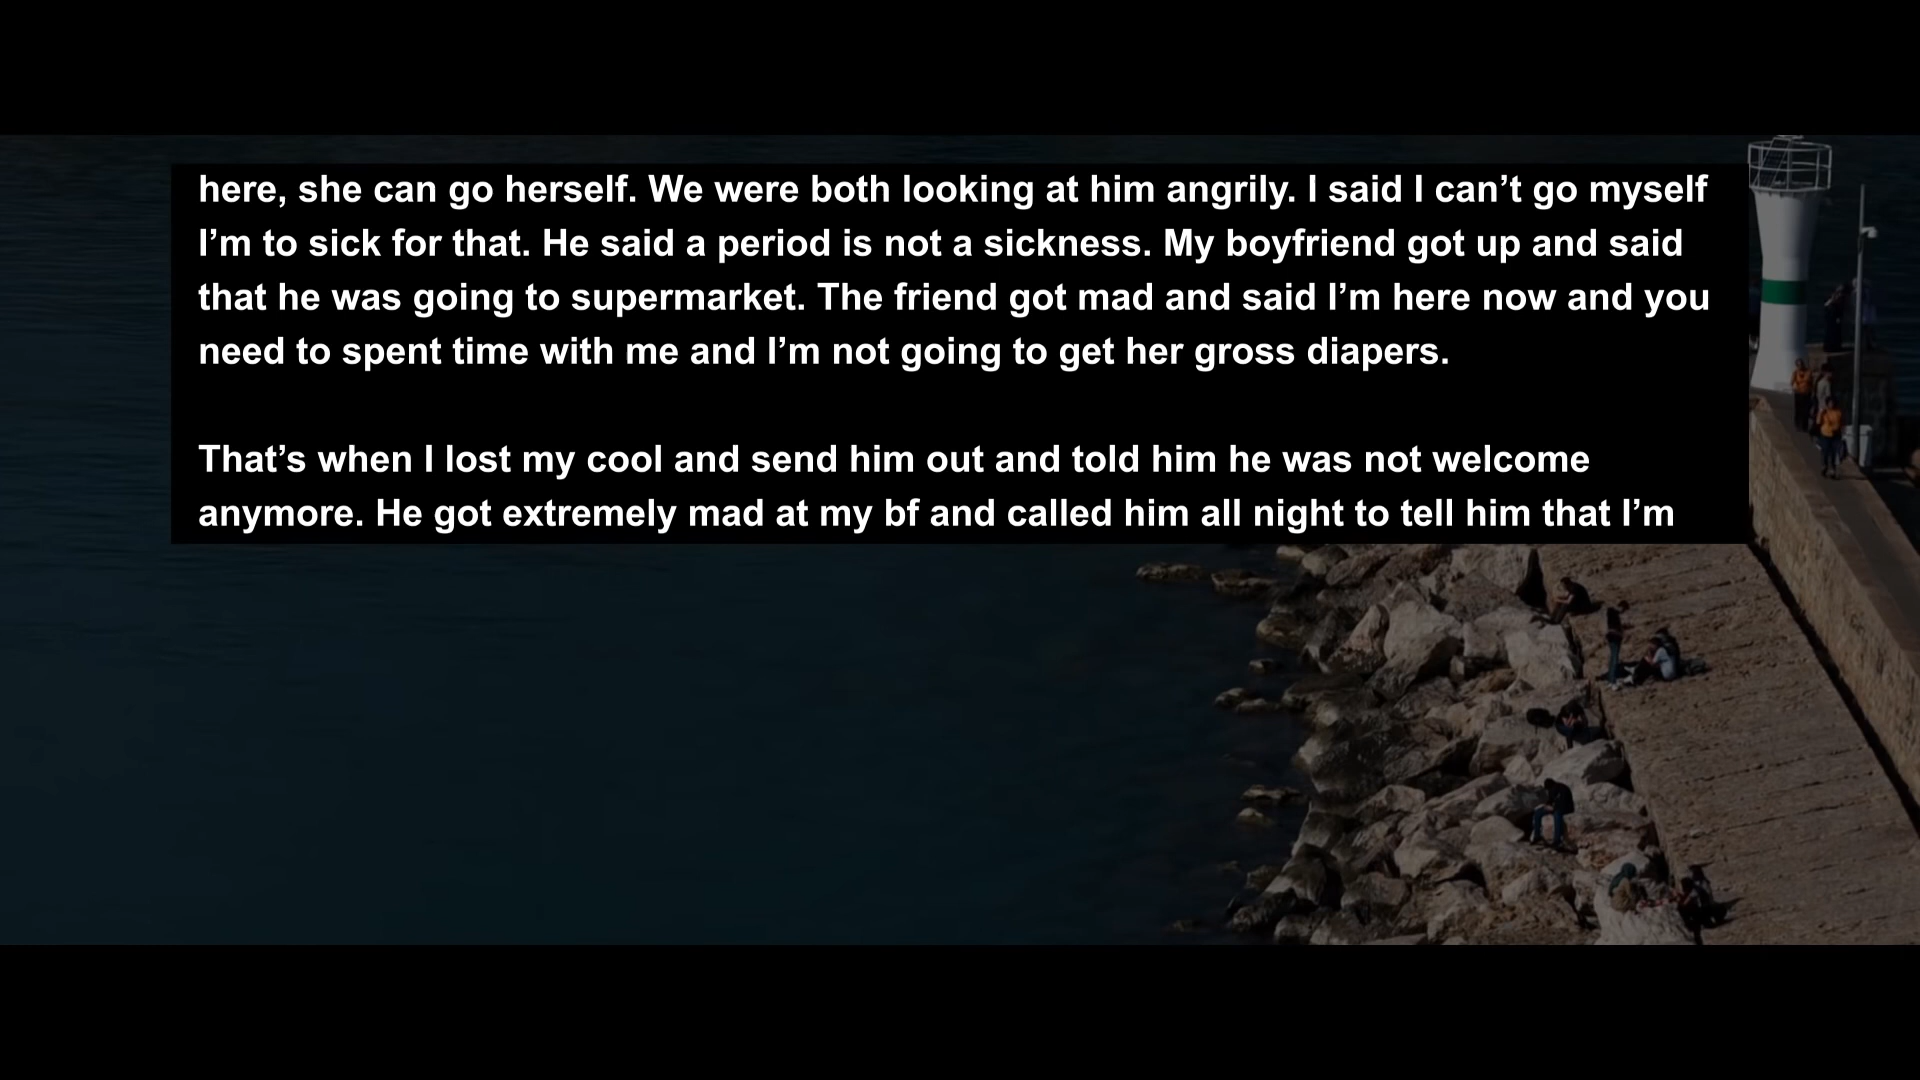 here, she can go herself. We were both looking at him angrily. I said I can’t go myself
I’m to sick for that. He said a period is not a sickness. My boyfriend got up and said
that he was going to supermarket. The friend got mad and said I’m here now and you
need to spent time with me and I’m not going to get her gross diapers.
That’s when I lost my cool and send him out and told him he was not welcome
anymore. He got extremely mad at my bf and called him all night to tell him that I’m